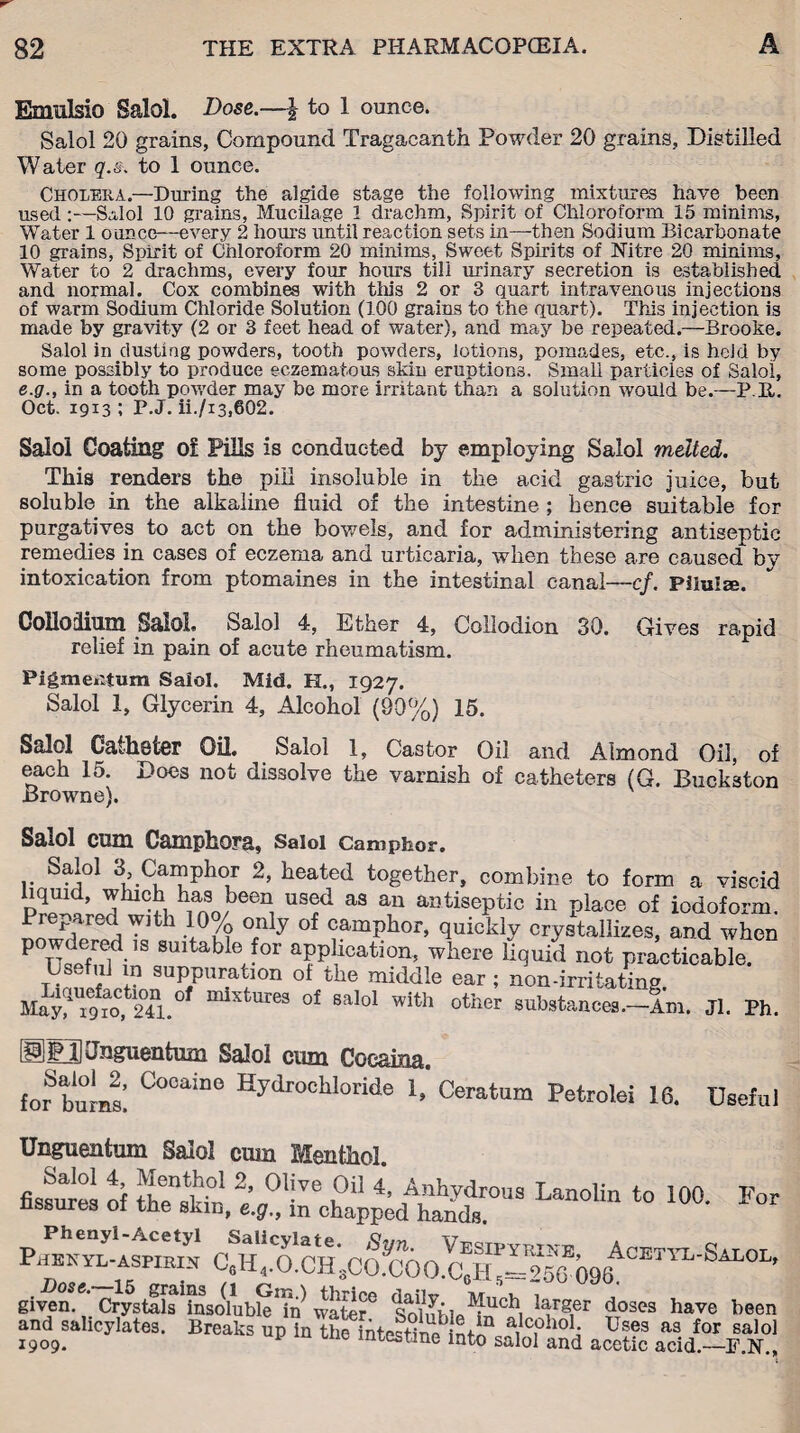 82 THE EXTRA PHARMACOPŒIA. A
Emulsio Salol. Dose.—½ to 1 ounce.
Salol 20 grains, Compound Tragacanth Powder 20 grains, Distilled
Water q.s. to 1 ounce.
CHOLERA.—During the algide stage the following mixtures have been
used :—Salol 10 grains, Mucilage 1 drachm, Spirit of Chloroform 15 minims,
Water 1 ounce—every 2 hours until reaction sets in—then Sodium Bicarbonate
10 grains, Spirit of Chloroform 20 minims, Sweet Spirits of Nitre 20 minims,
Water to 2 drachms, every four hours till urinary secretion is established
and normal. Cox combines with this 2 or 3 quart intravenous injections
of warm Sodium Chloride Solution (100 grains to the quart). This injection is
made by gravity (2 or 3 feet head of water), and may be repeated.—Brooke.
Salol in dusting powders, tooth powders, lotions, pomades, etc., is held by
some possibly to produce eczematous skin eruptions. Small particles of Salol,
e.g., in a tooth powder may be more irritant than a solution would be.—P.R.
Oct. 1913 ; P.J. ii./13,602.
Salol Coating of Pills is conducted by employing Salol melted.
This renders the pill insoluble in the acid gastric juice, but
soluble in the alkaline fluid of the intestine ; hence suitable for
purgatives to act on the bowels, and for administering antiseptic
remedies in cases of eczema and urticaria, when these are caused by
intoxication from ptomaines in the intestinal canal—cf. Pilulæ.
Collodium Salol. Salol 4, Ether 4, Collodion 30. Gives rapid
relief in pain of acute rheumatism.
Pigmentum Salol. Mid. H., 1927.
Salol 1, Glycerin 4, Alcohol (90%) 15.
Salol Catheter Oil. Salol 1, Castor Oil and Almond Oil, of
each 15. Does not dissolve the varnish of catheters (G. Buckston
Browne).
Salol cum Camphora, Salol Camphor.
Salol 3, Camphor 2, heated together, combine to form a viscid
liquid, which has been used as an antiseptic in place of iodoform.
Prepared with 10% only of camphor, quickly crystallizes, and when
powdered is suitable for application, where liquid not practicable.
Useful in suppuration of the middle ear ; non-irritating.
Liquefaction of mixtures of salol with other substances.—Am. Jl. Ph.
May, 1910, 241.
[P1] Unguentum Salol cum Cocaina.
Salol 2, Cocaine Hydrochloride 1, Ceratum Petrolei 16. Useful
for burns.
Unguentum Salol cum Menthol.
Salol 4, Menthol 2, Olive Oil 4, Anhydrous Lanolin to 100. For
fissures of the skin, e.g., in chapped hands.
Phenyl-Acetyl Salicylate. Syn. VESIPYRINE, ACETYL-SALOL,
PHENYL-ASPIRIN C₆H₄.O.CH₃CO.COO.C₆H₅=256·096.
Dose.—15 grains (1 Gm.) thrice daily. Much larger doses have been
given. Crystals insoluble in water. Soluble in alcohol. Uses as for salol
and salicylates. Breaks up in the intestine into salol and acetic acid.—F.N.,
1909.